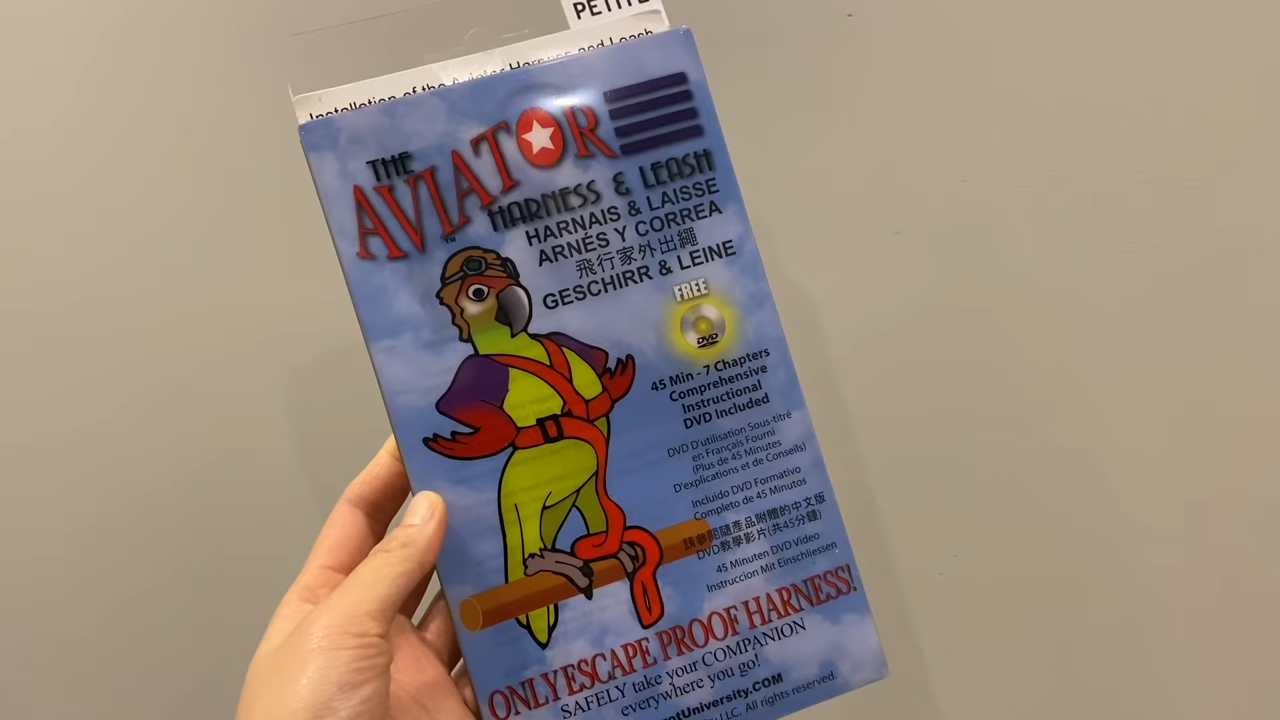 PETITE
Installation of the Aviator Harness and Leash
THE
AVIATOR
™
HARNESS & LEASH
HARNAIS & LAISSE
ARNÉS Y CORREA
飛行家外出繩
GESCHIRR & LEINE
FREE
DVD
45 Min - 7 Chapters
Comprehensive
Instructional
DVD Included
DVD D'utilisation Sous-titré
en Français Fourni
(Plus de 45 Minutes
D'explications et de Conseils)
Incluido DVD Formativo
Completo de 45 Minutos
請參閱隨產品附贈的中文版
DVD教學影片(共45分鐘)
45 Minuten DVD Video
Instruccion Mit Einschliessen
ONLY ESCAPE PROOF HARNESS!
SAFELY take your COMPANION
everywhere you go!
University.COM
LLC. All rights reserved.